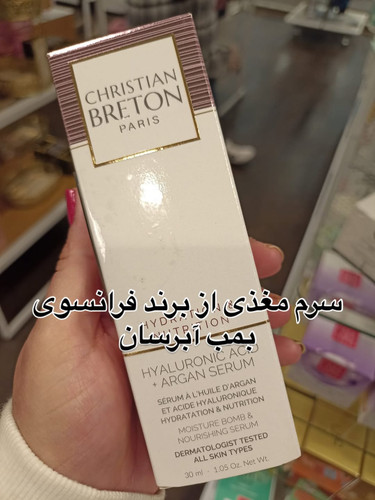 CHRISTIAN
BRETON
PARIS
سرم مغذی از برند فرانسوی
بمب آبرسان
HYALURONIC ACID
+ ARGAN SERUM
SÉRUM À L'HUILE D'ARGAN
ET ACIDE HYALURONIQUE
HYDRATATION & NUTRITION
MOISTURE BOMB &
NOURISHING SERUM
DERMATOLOGIST TESTED
ALL SKIN TYPES
30 ml - 1.05 Oz. Net Wt.